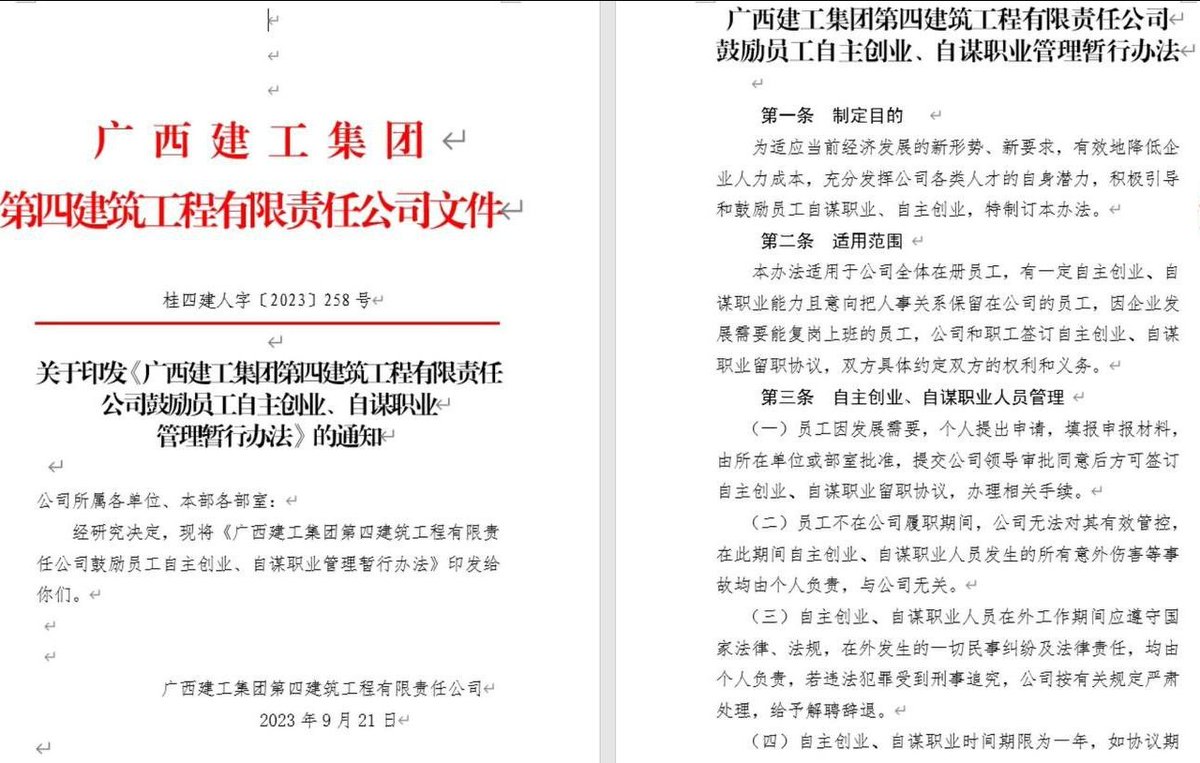 广西建工集团
第四建筑工程有限责任公司文件
桂四建人字〔2023〕258号
关于印发《广西建工集团第四建筑工程有限责任
公司鼓励员工自主创业、自谋职业
管理暂行办法》的通知
公司所属各单位、本部各部室：
经研究决定，现将《广西建工集团第四建筑工程有限责
任公司鼓励员工自主创业、自谋职业管理暂行办法》印发给
你们。
广西建工集团第四建筑工程有限责任公司
2023年9月21日
广西建工集团第四建筑工程有限责任公司
鼓励员工自主创业、自谋职业管理暂行办法
第一条 制定目的
为适应当前经济发展的新形势、新要求，有效地降低企
业人力成本，充分发挥公司各类人才的自身潜力，积极引导
和鼓励员工自谋职业、自主创业，特制订本办法。
第二条 适用范围
本办法适用于公司全体在册员工，有一定自主创业、自
谋职业能力且意向把人事关系保留在公司的员工，因企业发
展需要能复岗上班的员工，公司和职工签订自主创业、自谋
职业留职协议，双方具体约定双方的权利和义务。
第三条 自主创业、自谋职业人员管理
（一）员工因发展需要，个人提出申请，填报申报材料，
由所在单位或部室批准，提交公司领导审批同意后方可签订
自主创业、自谋职业留职协议，办理相关手续。
（二）员工不在公司履职期间，公司无法对其有效管控，
在此期间自主创业、自谋职业人员发生的所有意外伤害等事
故均由个人负责，与公司无关。
（三）自主创业、自谋职业人员在外工作期间应遵守国
家法律、法规，在外发生的一切民事纠纷及法律责任，均由
个人负责，若违法犯罪受到刑事追究，公司按有关规定严肃
处理，给予解聘辞退。
（四）自主创业、自谋职业时间期限为一年，如协议期